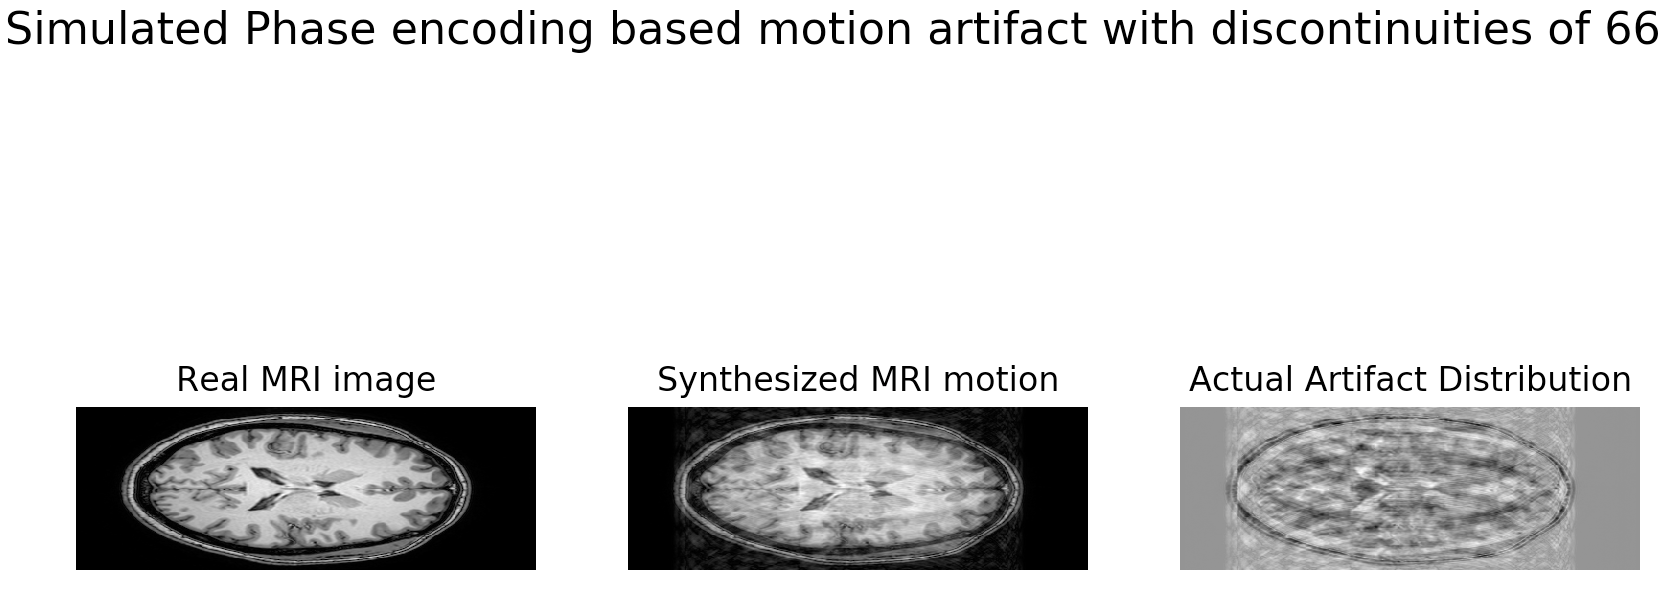 Simulated Phase encoding based motion artifact with discontinuities of 66
Real MRI image
Synthesized MRI motion
Actual Artifact Distribution